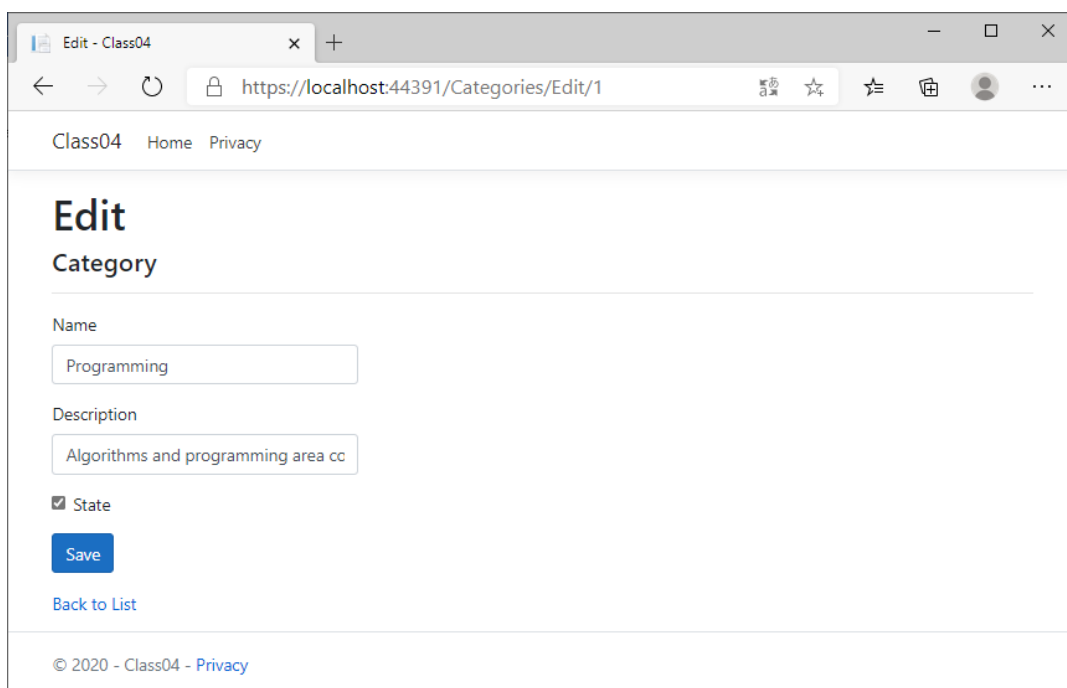 Edit - Class04
https://localhost:44391/Categories/Edit/1
Class04 Home Privacy
Edit
Category
Name
Programming
Description
Algorithms and programming area cc
State
Save
Back to List
© 2020 - Class04 - Privacy